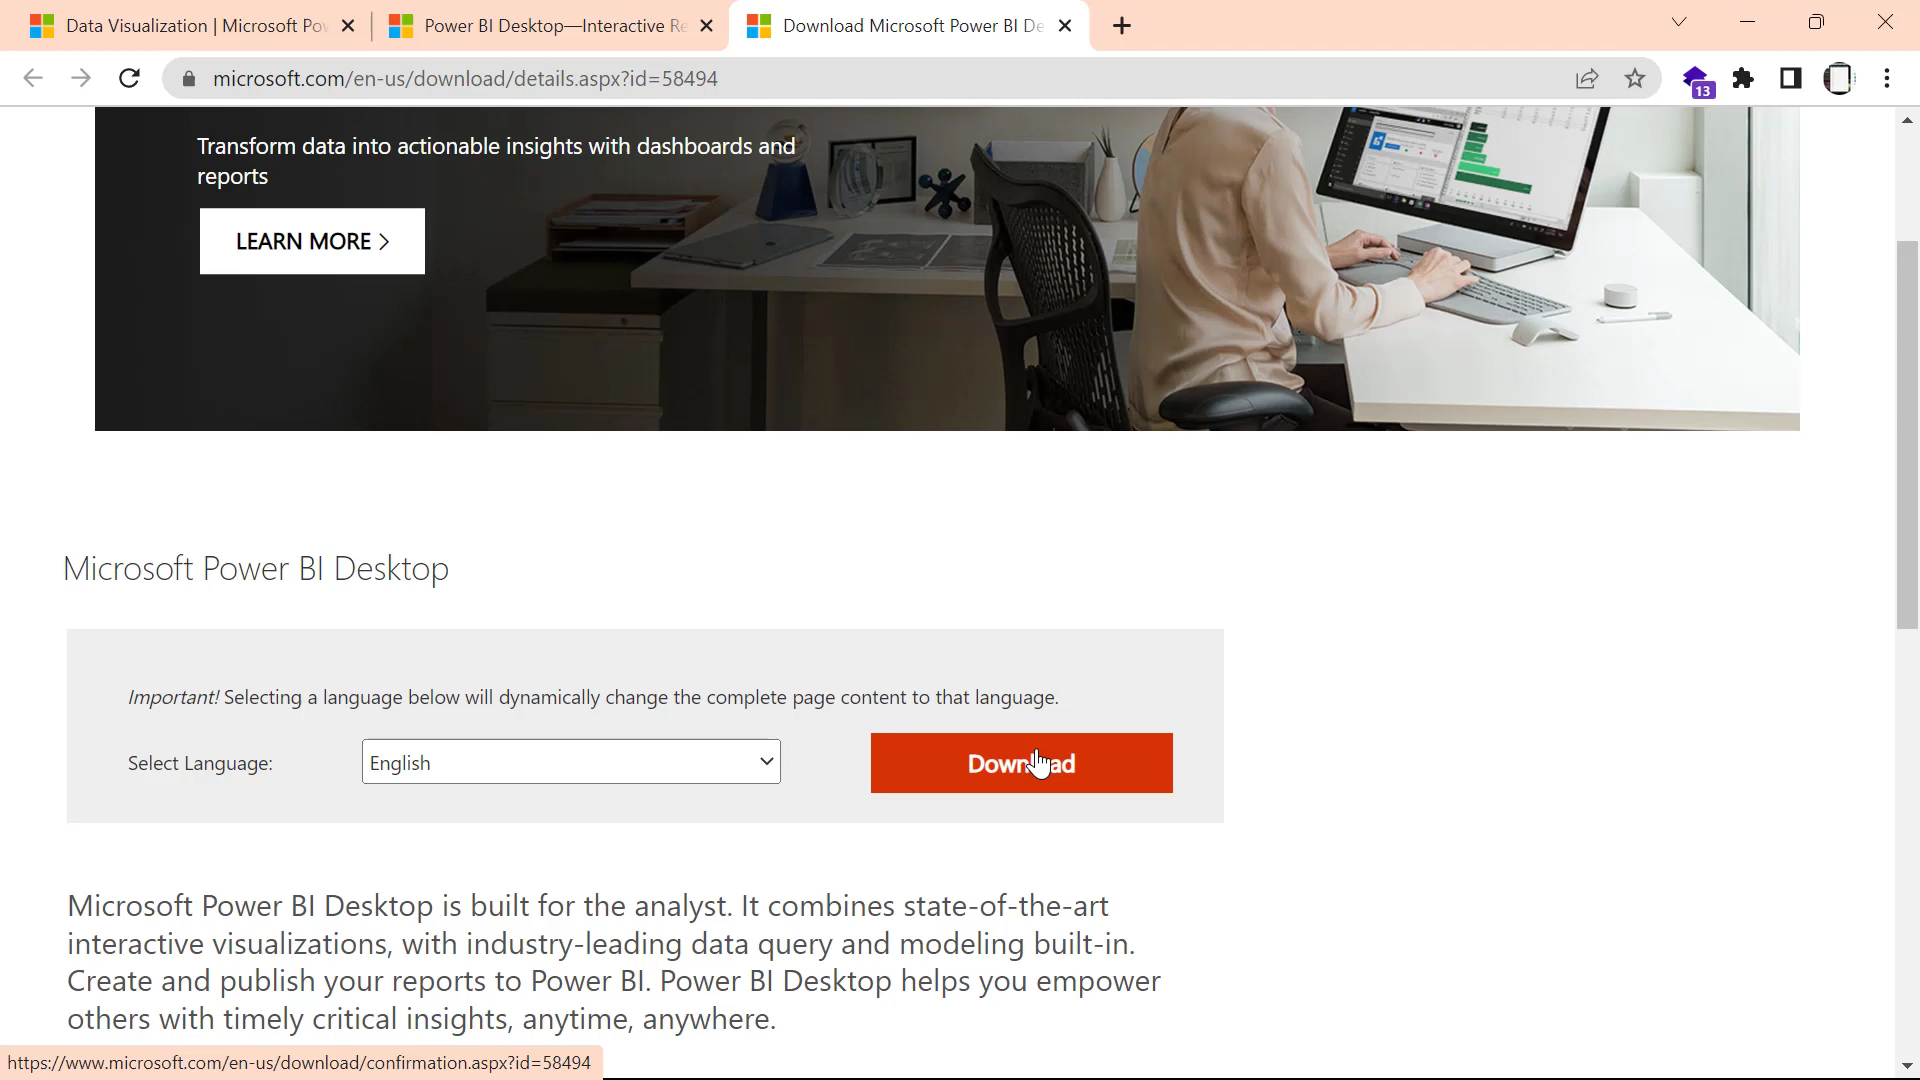 Data Visualization | Microsoft Po
Power BI Desktop—Interactive Re
Download Microsoft Power BI De
microsoft.com/en-us/download/details.aspx?id=58494
13
Transform data into actionable insights with dashboards and
reports
LEARN MORE >
Microsoft Power BI Desktop
Important! Selecting a language below will dynamically change the complete page content to that language.
Select Language:
English
Download
Microsoft Power BI Desktop is built for the analyst. It combines state-of-the-art
interactive visualizations, with industry-leading data query and modeling built-in.
Create and publish your reports to Power BI. Power BI Desktop helps you empower
others with timely critical insights, anytime, anywhere.
https://www.microsoft.com/en-us/download/confirmation.aspx?id=58494